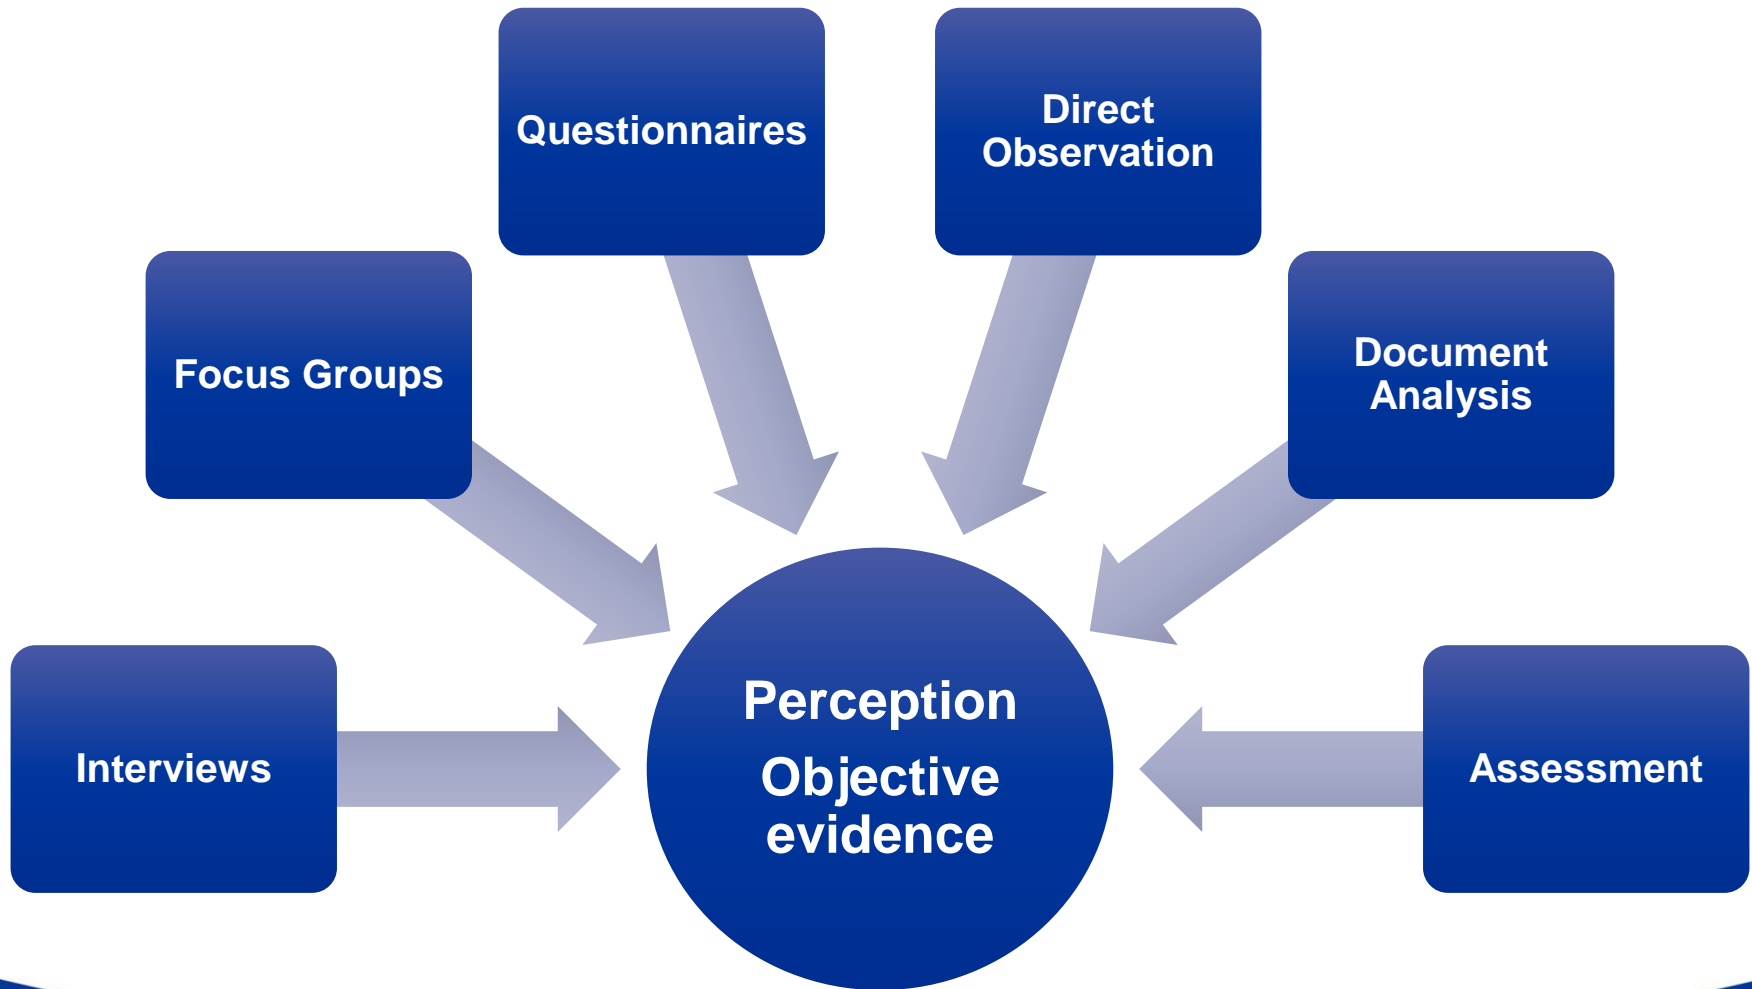 Questionnaires
Direct
Observation
Focus Groups
Document
Analysis
Interviews
Perception
Objective
evidence
Assessment